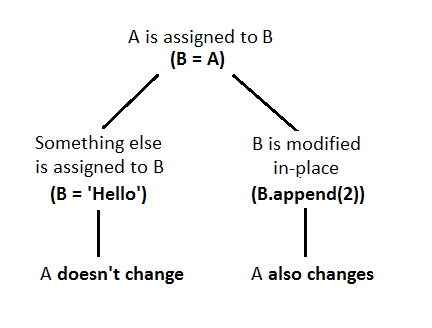 A is assigned to B
(B = A)
Something else
is assigned to B
(B = 'Hello')
B is modified
in-place
(B.append(2))
A doesn't change
A also changes